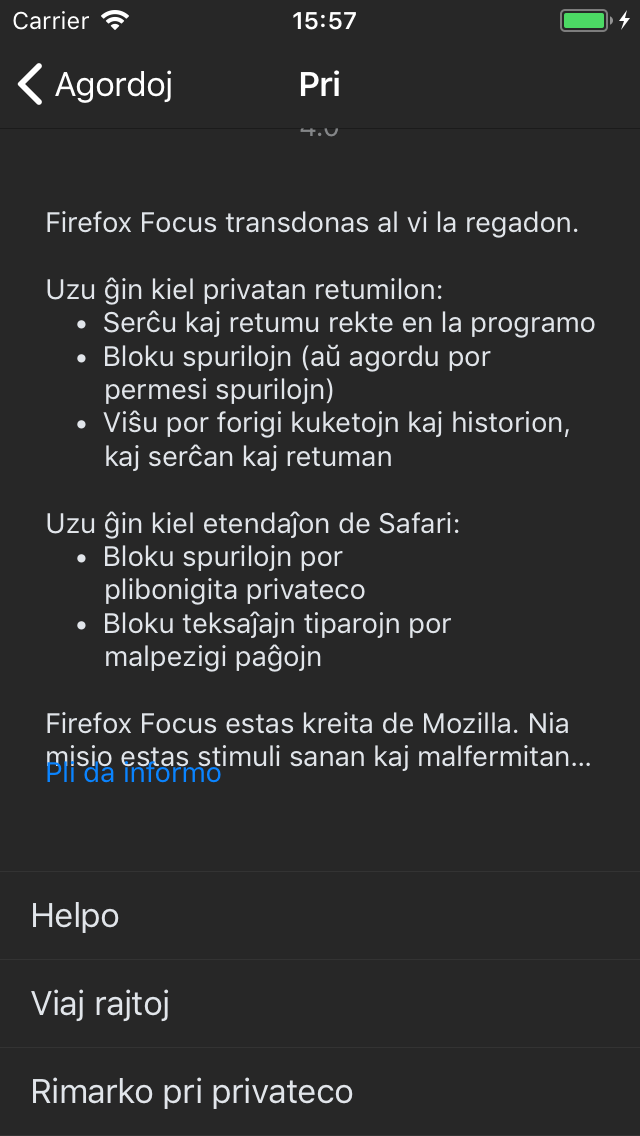 Carrier 15:57
Agordoj Pri
4.0
Firefox Focus transdonas al vi la regadon.
Uzu ĝin kiel privatan retumilon:
• Serĉu kaj retumu rekte en la programo
• Bloku spurilojn (aŭ agordu por
permesi spurilojn)
• Viŝu por forigi kuketojn kaj historion,
kaj serĉan kaj retuman
Uzu ĝin kiel etendaĵon de Safari:
• Bloku spurilojn por
plibonigita privateco
• Bloku teksaĵajn tiparojn por
malpezigi paĝojn
Firefox Focus estas kreita de Mozilla. Nia
misio estas stimuli sanan kaj malfermitan...
Pli da informo
Helpo
Viaj rajtoj
Rimarko pri privateco